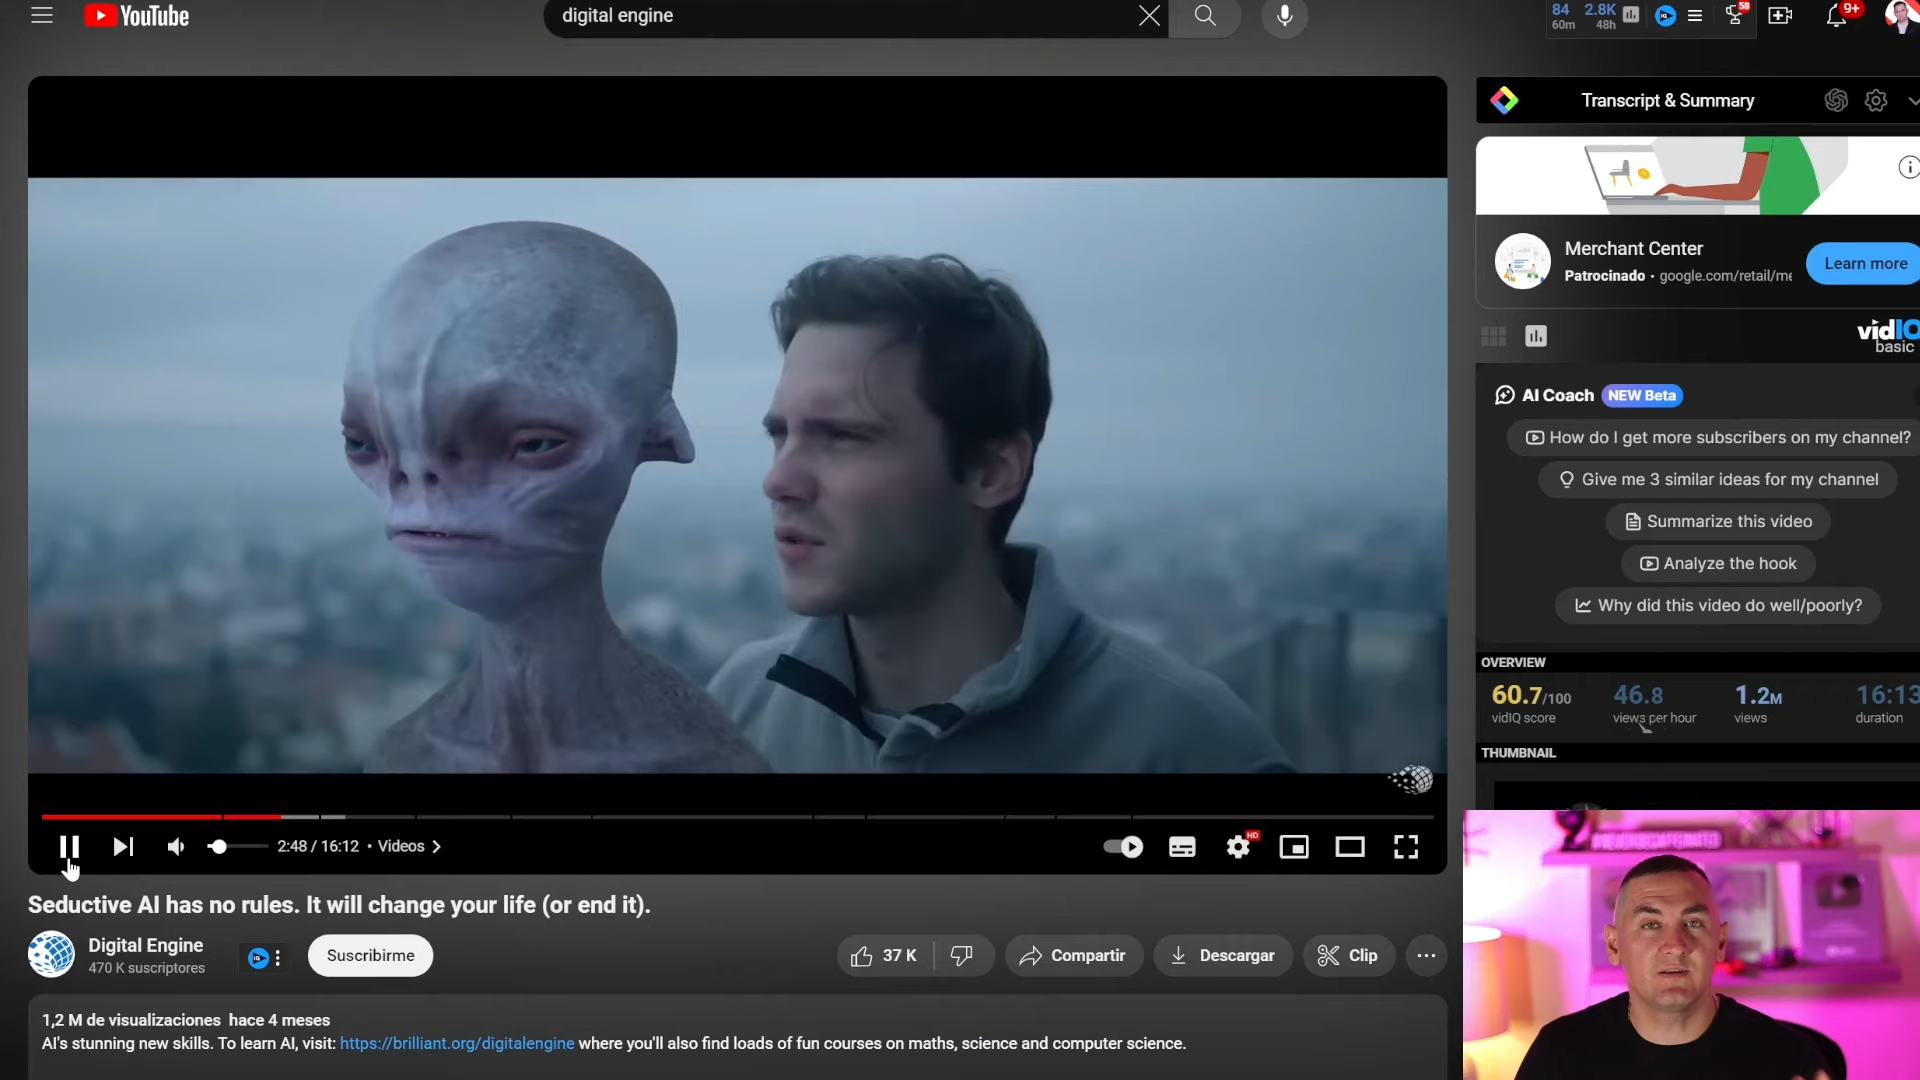 YouTube
digital engine
84 2.8K
60m 48h
58
9+
Transcript & Summary
Merchant Center
Patrocinado · google.com/retail/me
Learn more
vidIQ
basic
AI Coach NEW Beta
How do I get more subscribers on my channel?
Give me 3 similar ideas for my channel
Summarize this video
Analyze the hook
Why did this video do well/poorly?
OVERVIEW
60.7/100 46.8 1.2M 16:13
vidIQ score views per hour views duration
THUMBNAIL
2:48 / 16:12 • Videos
HD
Seductive AI has no rules. It will change your life (or end it).
Digital Engine
470 K suscriptores
Suscribirme
37 K
Compartir
Descargar
Clip
1,2 M de visualizaciones hace 4 meses
AI's stunning new skills. To learn AI, visit: https://brilliant.org/digitalengine where you'll also find loads of fun courses on maths, science and computer science.